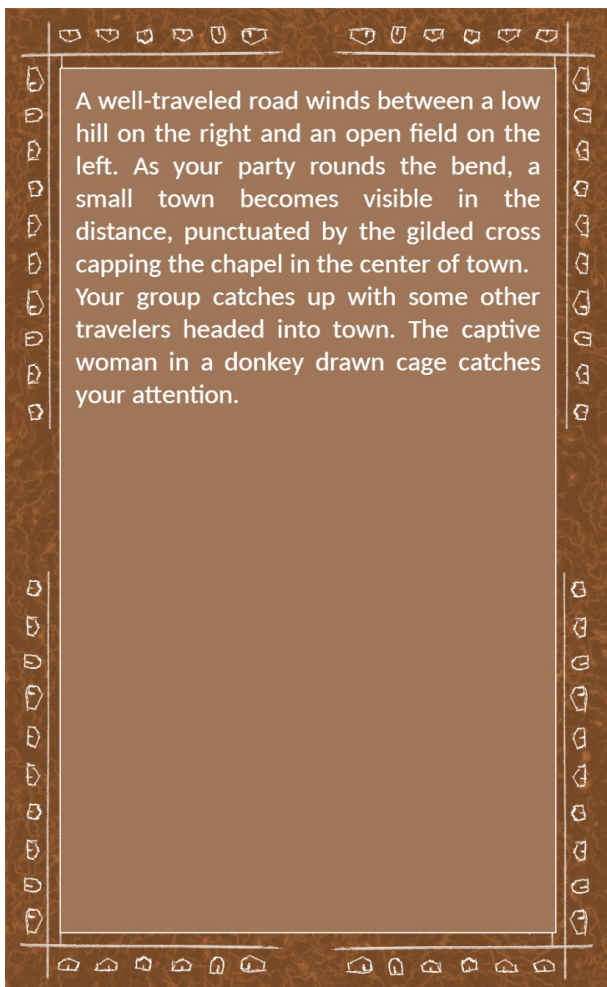 A well-traveled road winds between a low
hill on the right and an open field on the
left. As your party rounds the bend, a
small town becomes visible in the
distance, punctuated by the gilded cross
capping the chapel in the center of town.
Your group catches up with some other
travelers headed into town. The captive
woman in a donkey drawn cage catches
your attention.